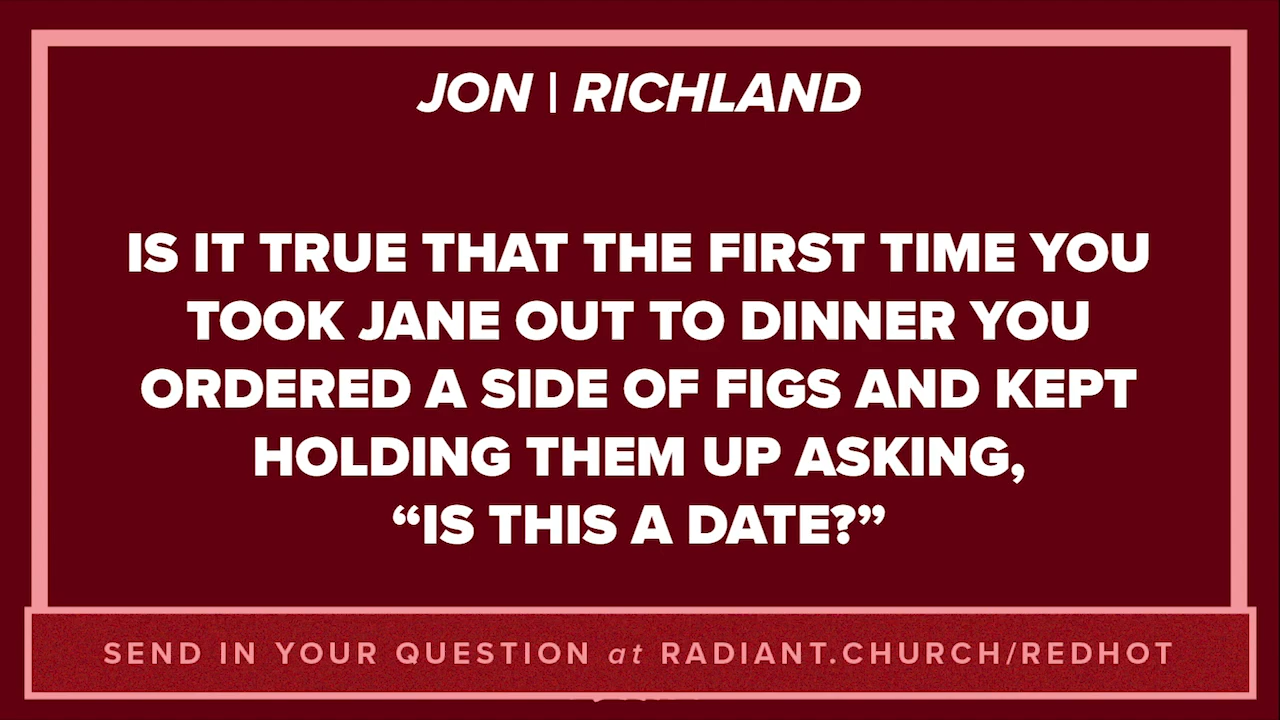 JON | RICHLAND
IS IT TRUE THAT THE FIRST TIME YOU
TOOK JANE OUT TO DINNER YOU
ORDERED A SIDE OF FIGS AND KEPT
HOLDING THEM UP ASKING,
“IS THIS A DATE?”
SEND IN YOUR QUESTION at RADIANT.CHURCH/REDHOT